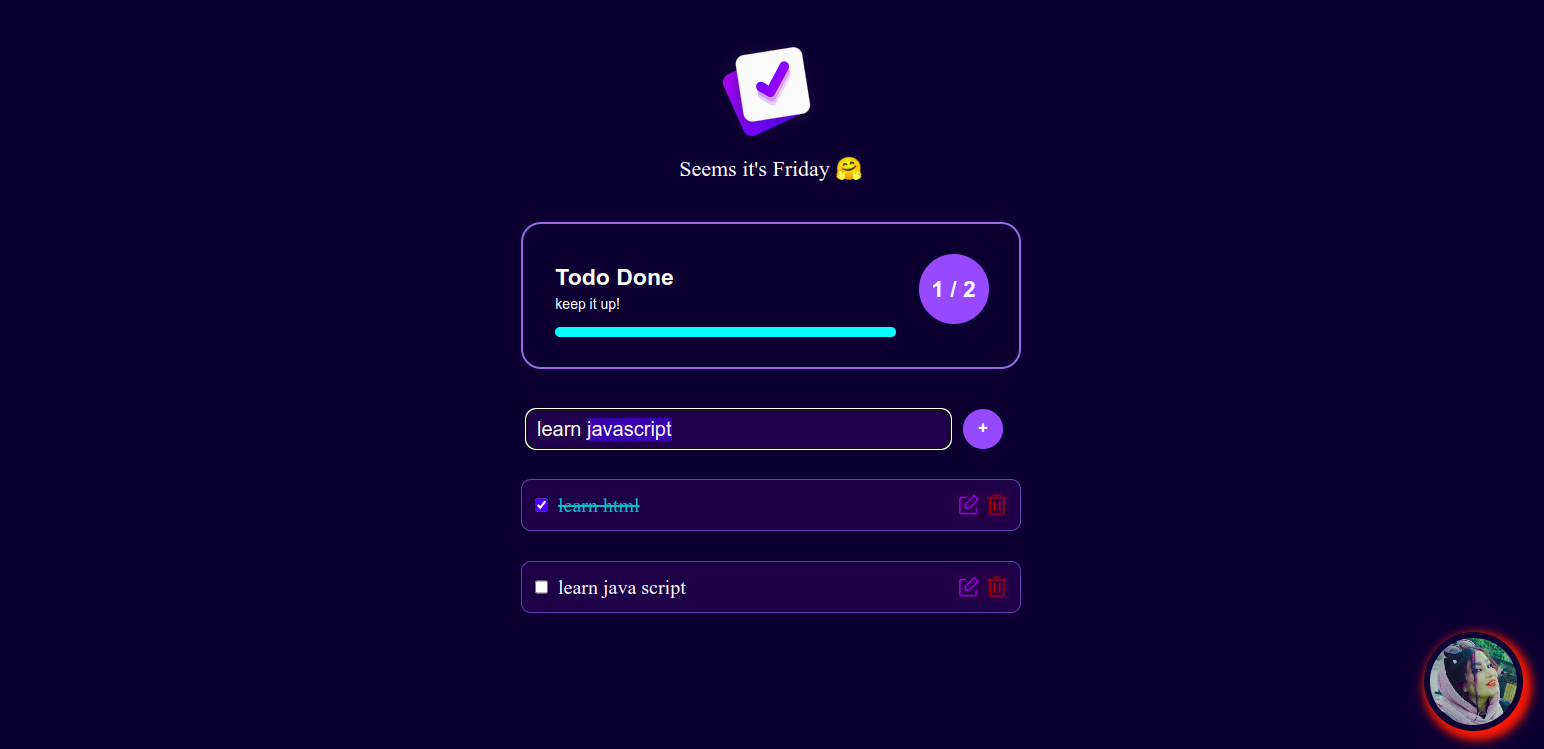 Seems it's Friday 🤗
Todo Done
keep it up!
1 / 2
learn javascript
+
learn html
learn java script